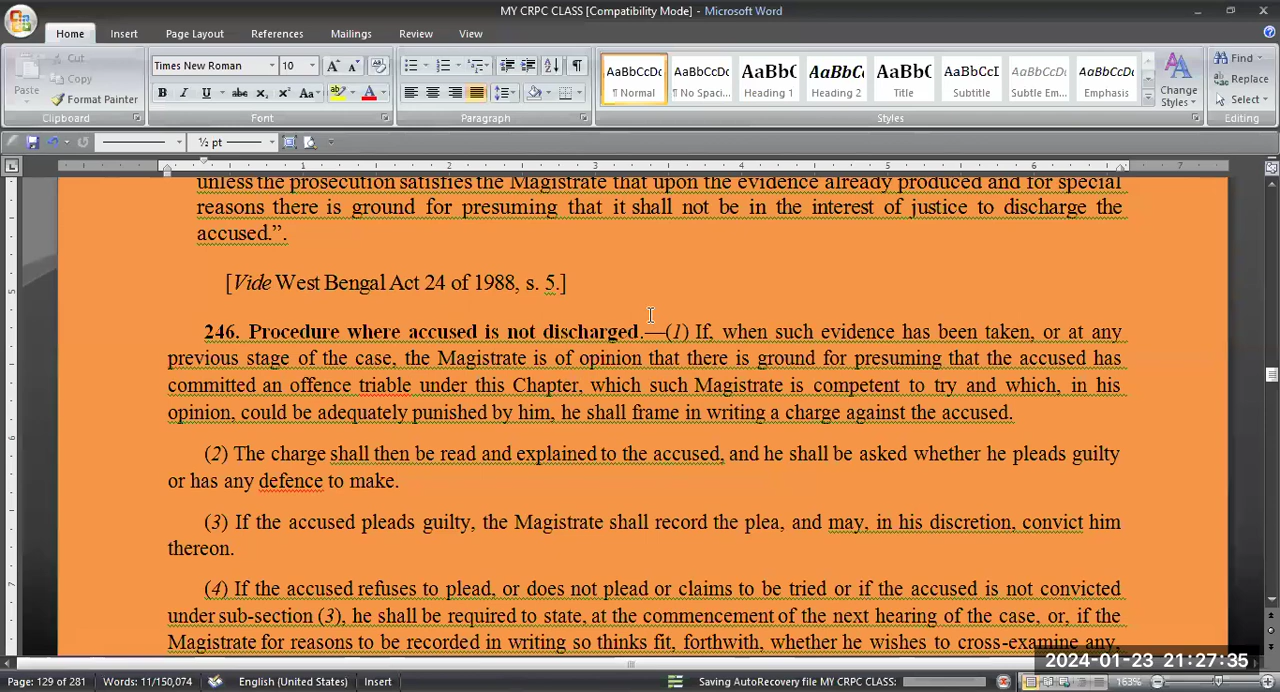 MY CRPC CLASS [Compatibility Mode] - Microsoft Word
Home Insert Page Layout References Mailings Review View
Paste Cut Copy Format Painter
Times New Roman 10
B I U abc X₂ X² Aa A
AaBbCcDc AaBbCcDc AaBbC AaBbC AaBbC AaBbCcI AaBbCcDc AaBbCcDc
¶ Normal ¶ No Spaci... Heading 1 Heading 2 Title Subtitle Subtle Em... Emphasis
Change Styles
Find Replace Select
Clipboard Font Paragraph Styles Editing
½ pt
1 2 3 4 5 6 7
unless the prosecution satisfies the Magistrate that upon the evidence already produced and for special
reasons there is ground for presuming that it shall not be in the interest of justice to discharge the
accused.”.
[Vide West Bengal Act 24 of 1988, s. 5.]
246. Procedure where accused is not discharged.—(1) If, when such evidence has been taken, or at any
previous stage of the case, the Magistrate is of opinion that there is ground for presuming that the accused has
committed an offence triable under this Chapter, which such Magistrate is competent to try and which, in his
opinion, could be adequately punished by him, he shall frame in writing a charge against the accused.
(2) The charge shall then be read and explained to the accused, and he shall be asked whether he pleads guilty
or has any defence to make.
(3) If the accused pleads guilty, the Magistrate shall record the plea, and may, in his discretion, convict him
thereon.
(4) If the accused refuses to plead, or does not plead or claims to be tried or if the accused is not convicted
under sub-section (3), he shall be required to state, at the commencement of the next hearing of the case, or, if the
Magistrate for reasons to be recorded in writing so thinks fit, forthwith, whether he wishes to cross-examine any,
2024-01-23 21:27:35
Page: 129 of 281 Words: 11/150,074 English (United States) Insert Saving AutoRecovery file MY CRPC CLASS: 163%